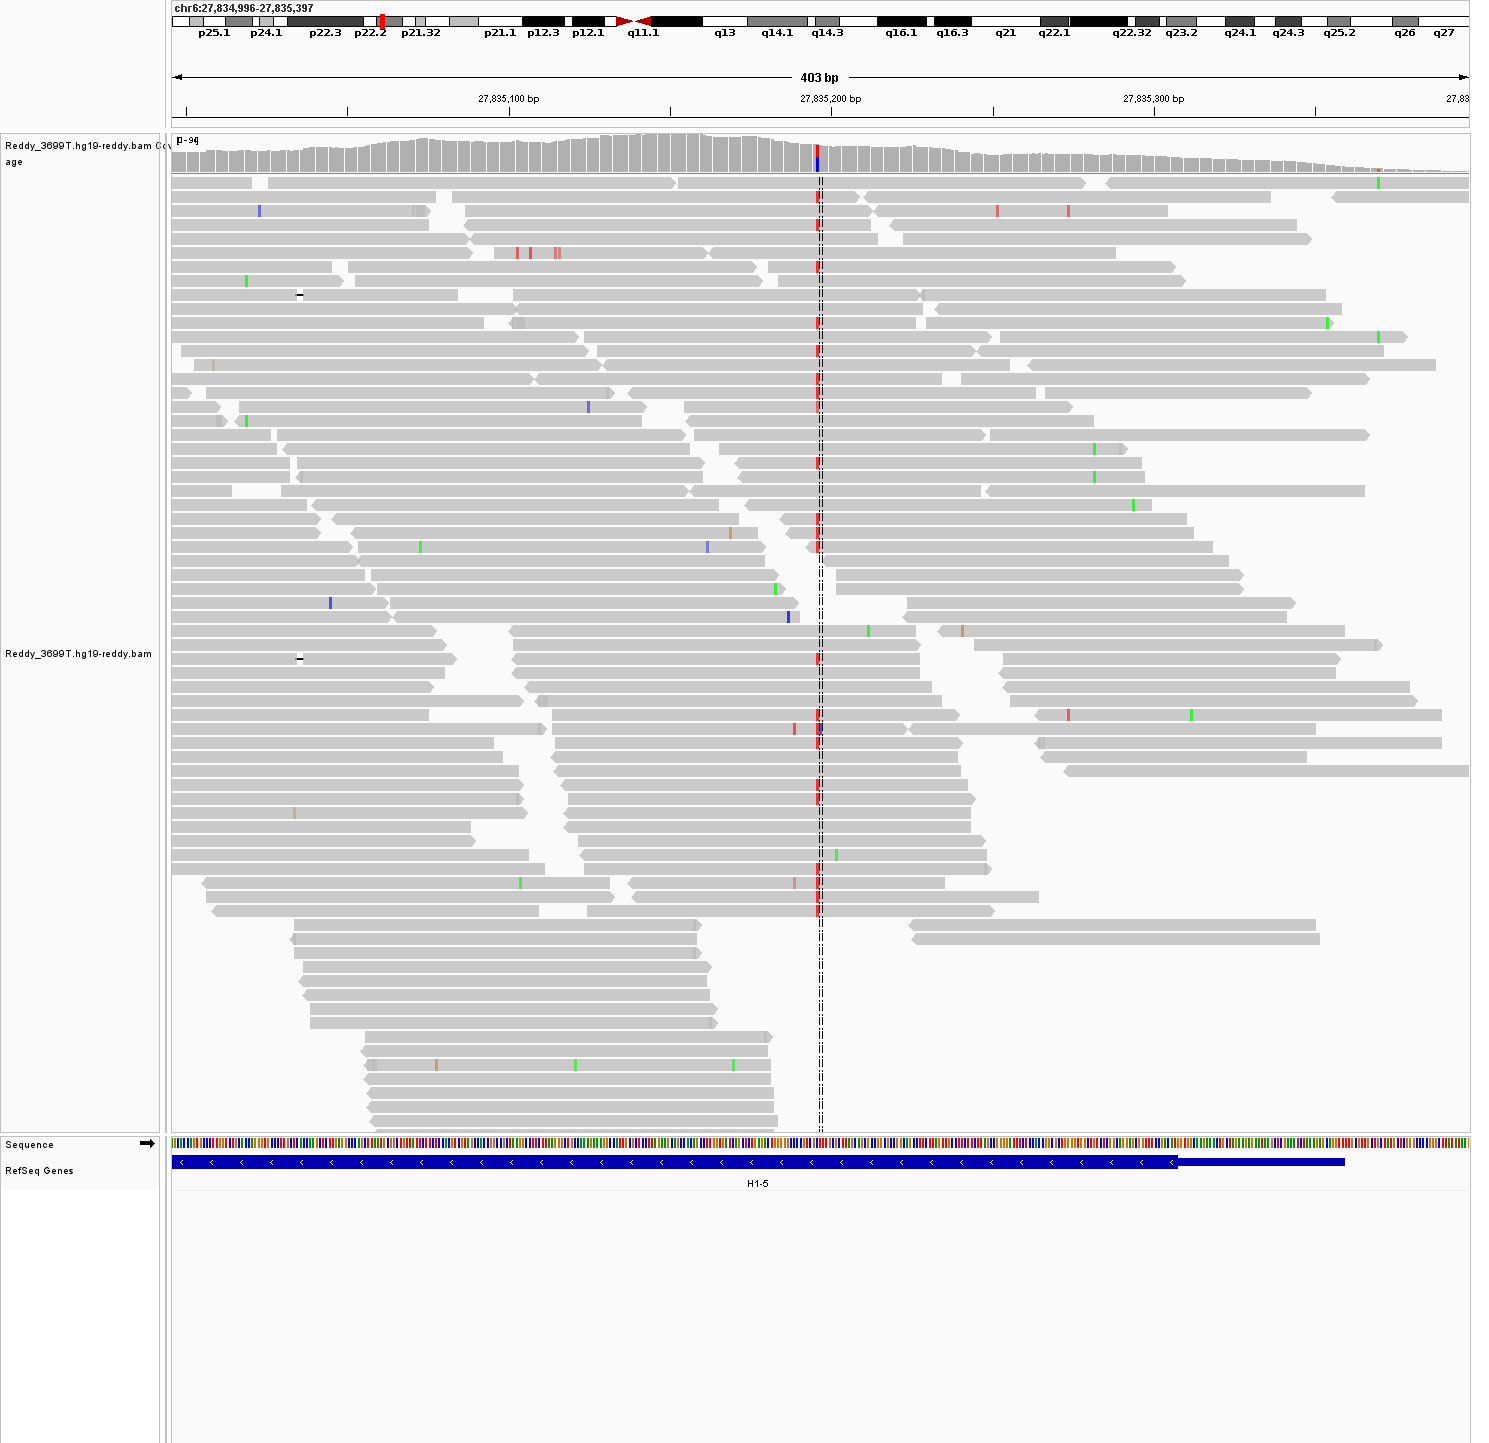 chr6:27,834,996-27,835,397
p25.1 p24.1 p22.3 p22.2 p21.32 p21.1 p12.3 p12.1 q11.1 q13 q14.1 q14.3 q16.1 q16.3 q21 q22.1 q22.32 q23.2 q24.1 q24.3 q25.2 q26 q27
403 bp
27,835,100 bp 27,835,200 bp 27,835,300 bp 27,83
Reddy_3699T.hg19-reddy.bam Cov
age
[0-94]
Reddy_3699T.hg19-reddy.bam
Sequence
RefSeq Genes
H1-5